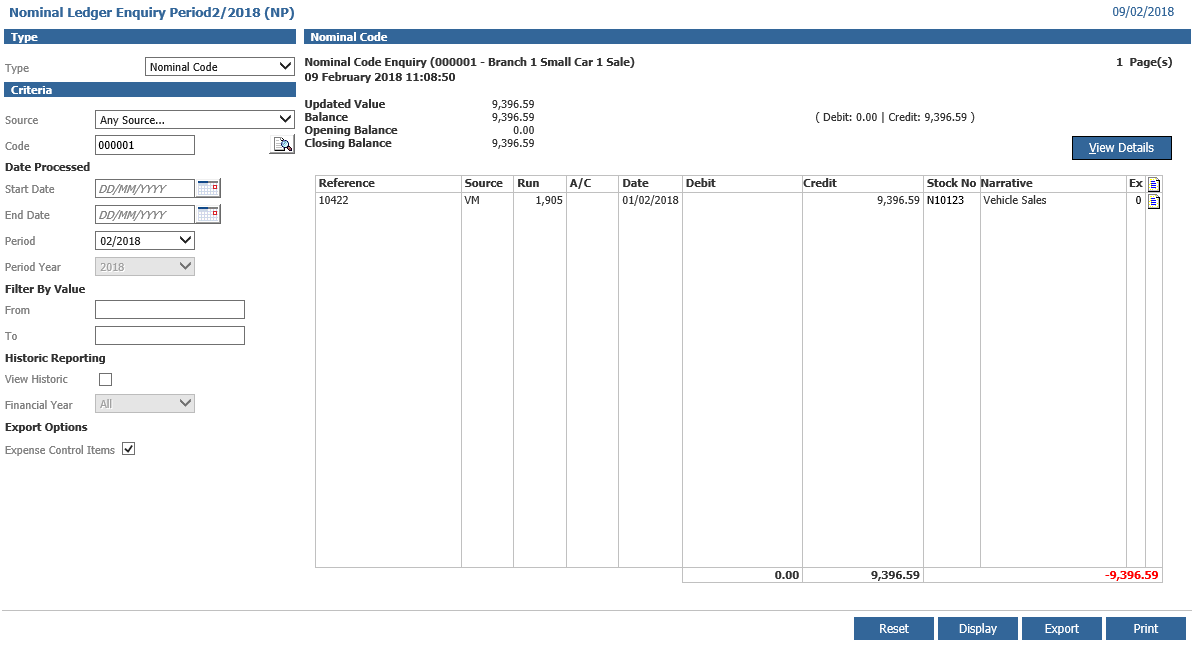 Nominal Ledger Enquiry Period2/2018 (NP)
09/02/2018
Type
Type Nominal Code
Criteria
Source Any Source...
Code 000001
Date Processed
Start Date DD/MM/YYYY
End Date DD/MM/YYYY
Period 02/2018
Period Year 2018
Filter By Value
From
To
Historic Reporting
View Historic
Financial Year All
Export Options
Expense Control Items
Nominal Code
Nominal Code Enquiry (000001 - Branch 1 Small Car 1 Sale) 1 Page(s)
09 February 2018 11:08:50
Updated Value 9,396.59
Balance 9,396.59 ( Debit: 0.00 | Credit: 9,396.59 )
Opening Balance 0.00
Closing Balance 9,396.59
View Details
Reference Source Run A/C Date Debit Credit Stock No Narrative Ex
10422 VM 1,905 01/02/2018 9,396.59 N10123 Vehicle Sales 0
0.00 9,396.59 -9,396.59
Reset Display Export Print